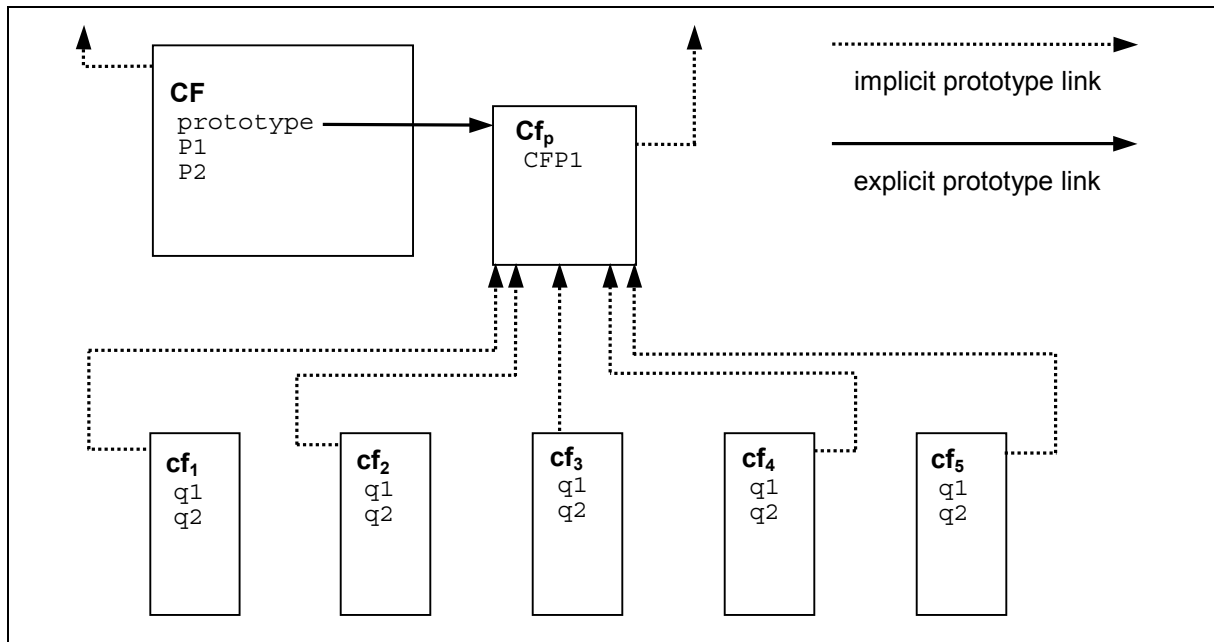 CF
prototype
P1
P2
Cfp
CFP1
implicit prototype link
explicit prototype link
cf1
q1
q2
cf2
q1
q2
cf3
q1
q2
cf4
q1
q2
cf5
q1
q2